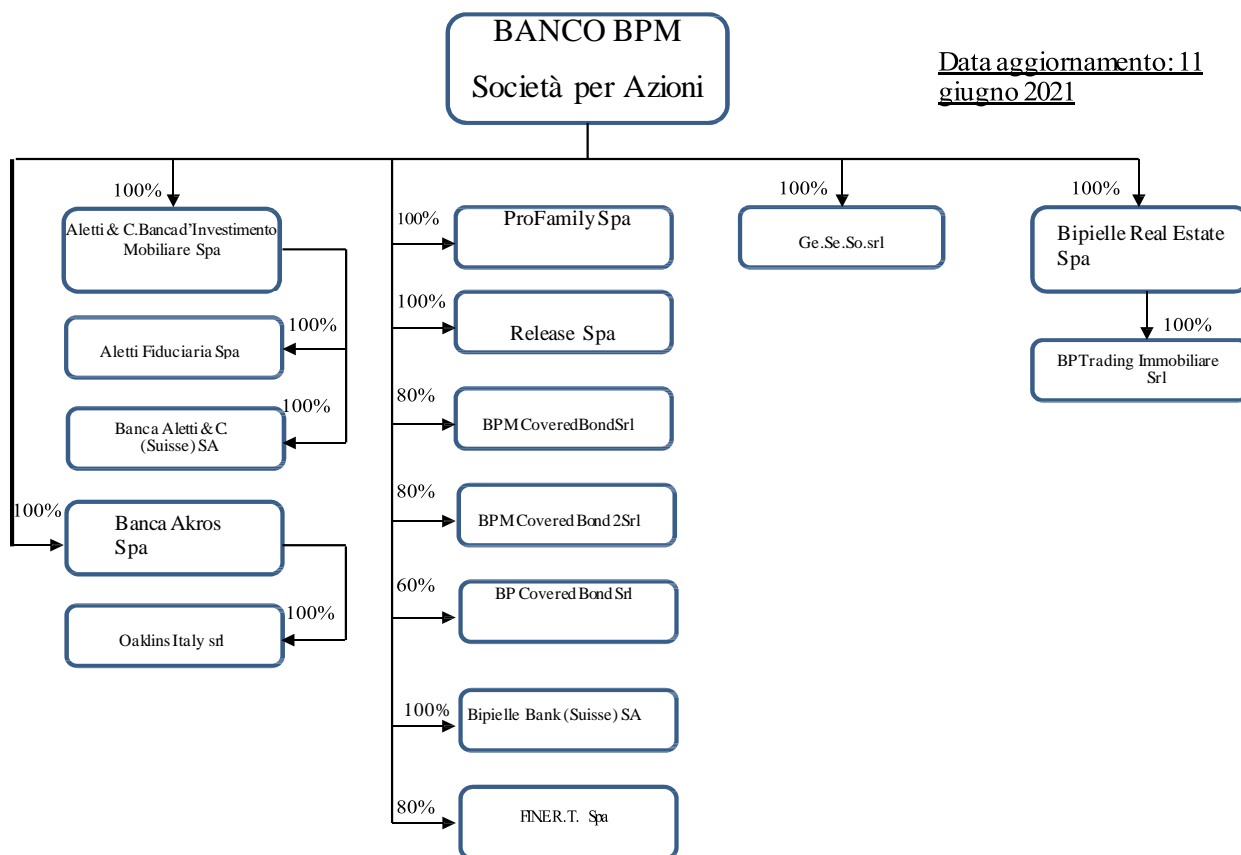 BANCO BPM
Società per Azioni
Data aggiornamento: 11
giugno 2021
100%
Aletti & C. Banca d'Investimento
Mobiliare Spa
100%
Aletti Fiduciaria Spa
100%
Banca Aletti & C.
(Suisse) SA
100%
Banca Akros
Spa
100%
Oaklins Italy srl
100%
ProFamily Spa
100%
Release Spa
80%
BPM Covered Bond Srl
80%
BPM Covered Bond 2 Srl
60%
BP Covered Bond Srl
100%
Bipielle Bank (Suisse) SA
80%
FINE.R.T. Spa
100%
Ge.Se.So. srl
100%
Bipielle Real Estate
Spa
100%
BP Trading Immobiliare
Srl